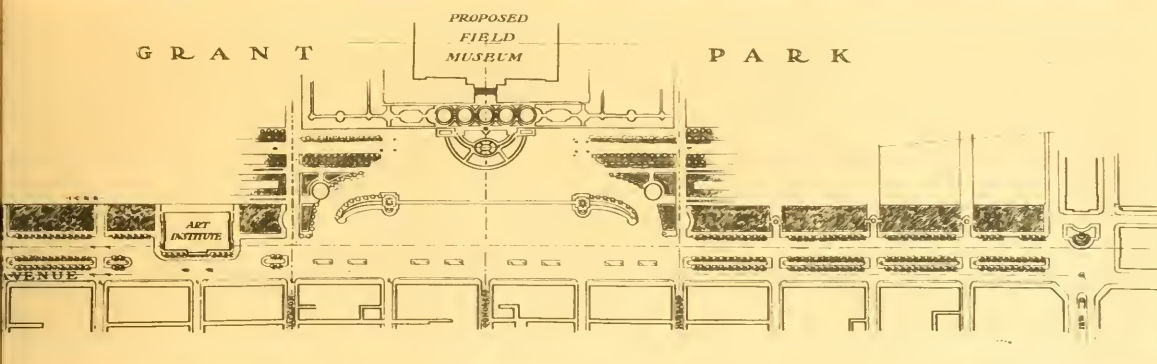 PROPOSED
FIELD
MUSEUM
GRANT PARK
ART
INSTITUTE
VENUE